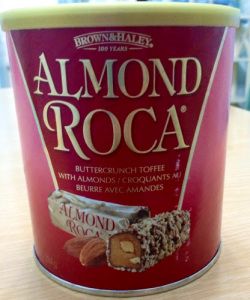 BROWN & HALEY
100 YEARS
ALMOND
ROCA®
BUTTERCRUNCH TOFFEE
WITH ALMONDS / CROQUANTS AU
BEURRE AVEC AMANDES
ALMOND
ROCA